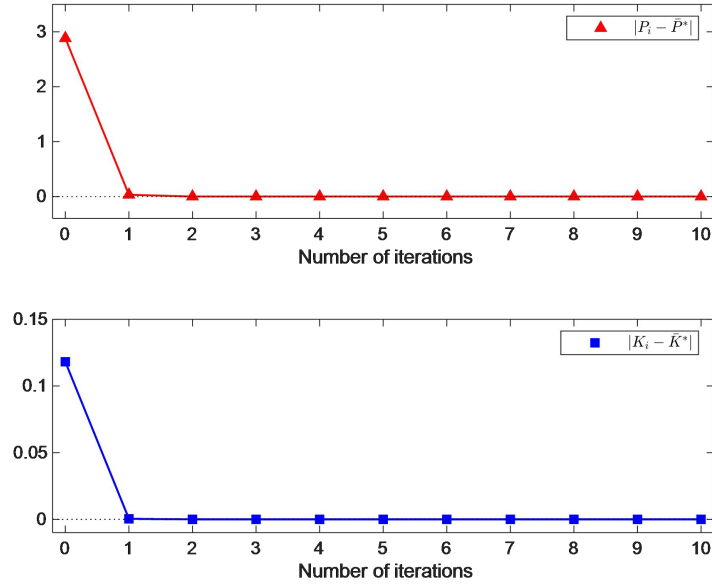 3
|P_i − P̄*|
2
1
0
0 1 2 3 4 5 6 7 8 9 10
Number of iterations
0.15
|K_i − K̄*|
0.1
0.05
0
0 1 2 3 4 5 6 7 8 9 10
Number of iterations